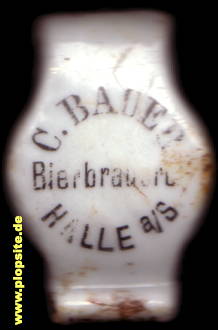 C. BAUER
Bierbrauerei
HALLE a/S
www.plopsite.de